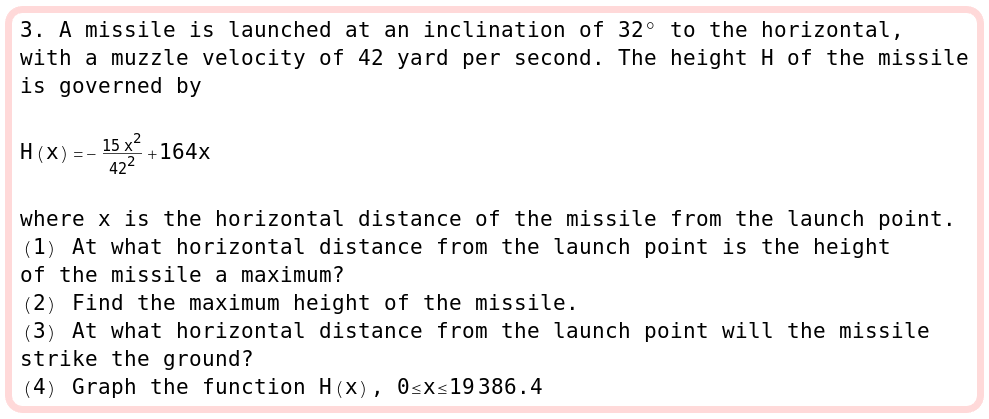 3. A missile is launched at an inclination of 32° to the horizontal,
with a muzzle velocity of 42 yard per second. The height H of the missile
is governed by
H(x)=-\frac{15 x^2}{42^2}+164x
where x is the horizontal distance of the missile from the launch point.
(1) At what horizontal distance from the launch point is the height
of the missile a maximum?
(2) Find the maximum height of the missile.
(3) At what horizontal distance from the launch point will the missile
strike the ground?
(4) Graph the function H(x), 0≤x≤19386.4